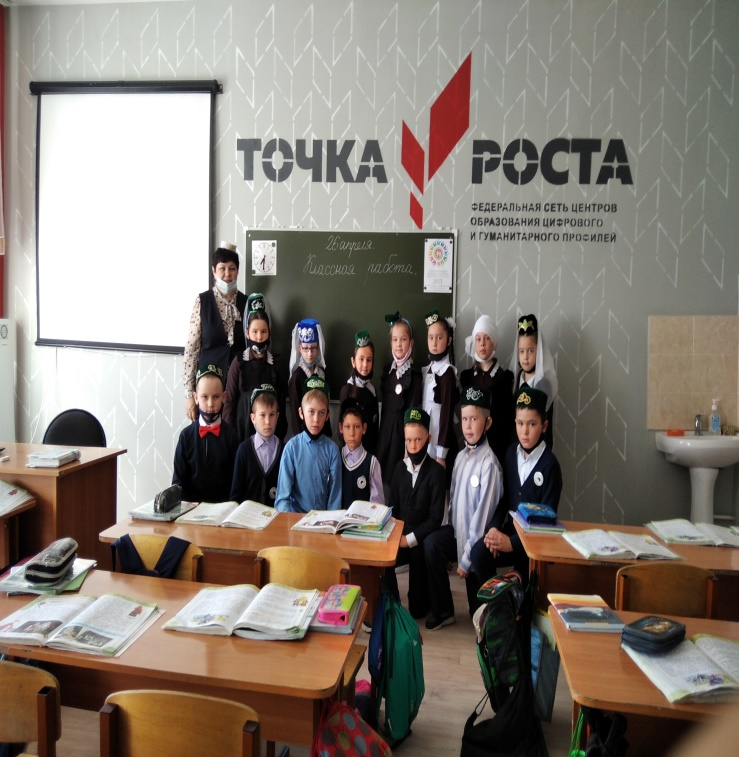 ТОЧКА РОСТА
ФЕДЕРАЛЬНАЯ СЕТЬ ЦЕНТРОВ
ОБРАЗОВАНИЯ ЦИФРОВОГО
И ГУМАНИТАРНОГО ПРОФИЛЕЙ
26 апреля.
Классная работа.